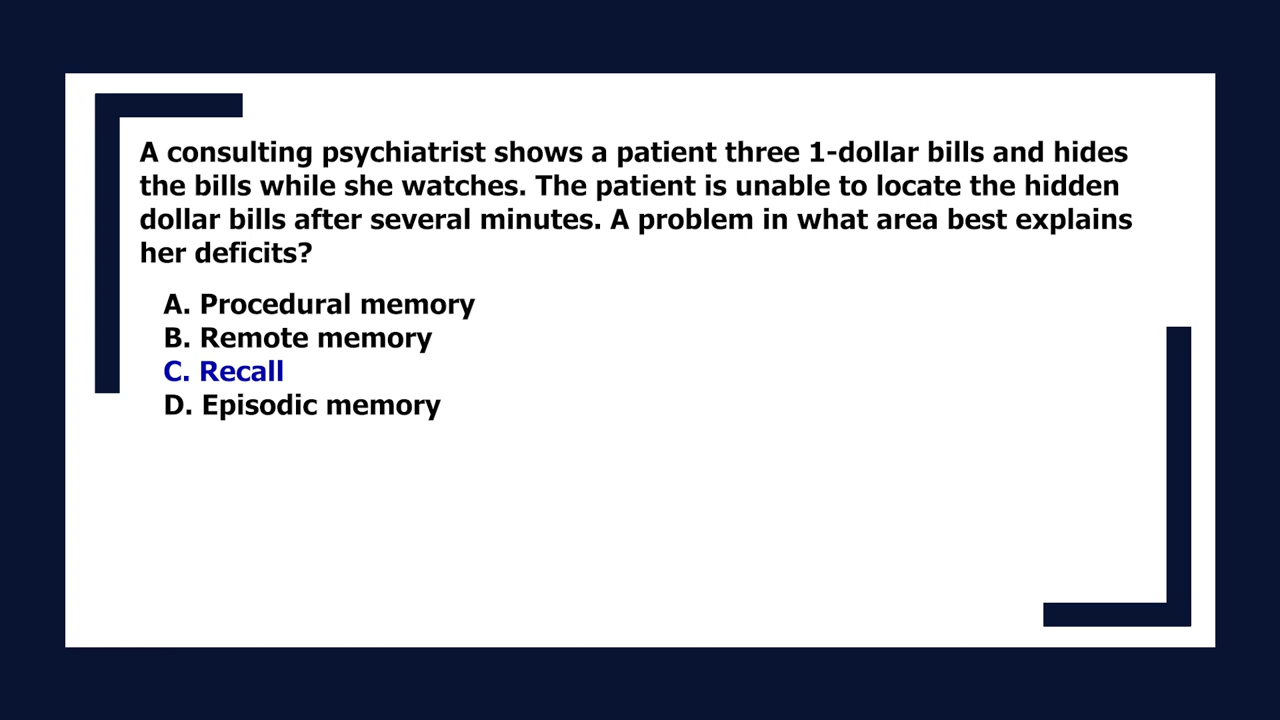 A consulting psychiatrist shows a patient three 1-dollar bills and hides
the bills while she watches. The patient is unable to locate the hidden
dollar bills after several minutes. A problem in what area best explains
her deficits?
A. Procedural memory
B. Remote memory
C. Recall
D. Episodic memory